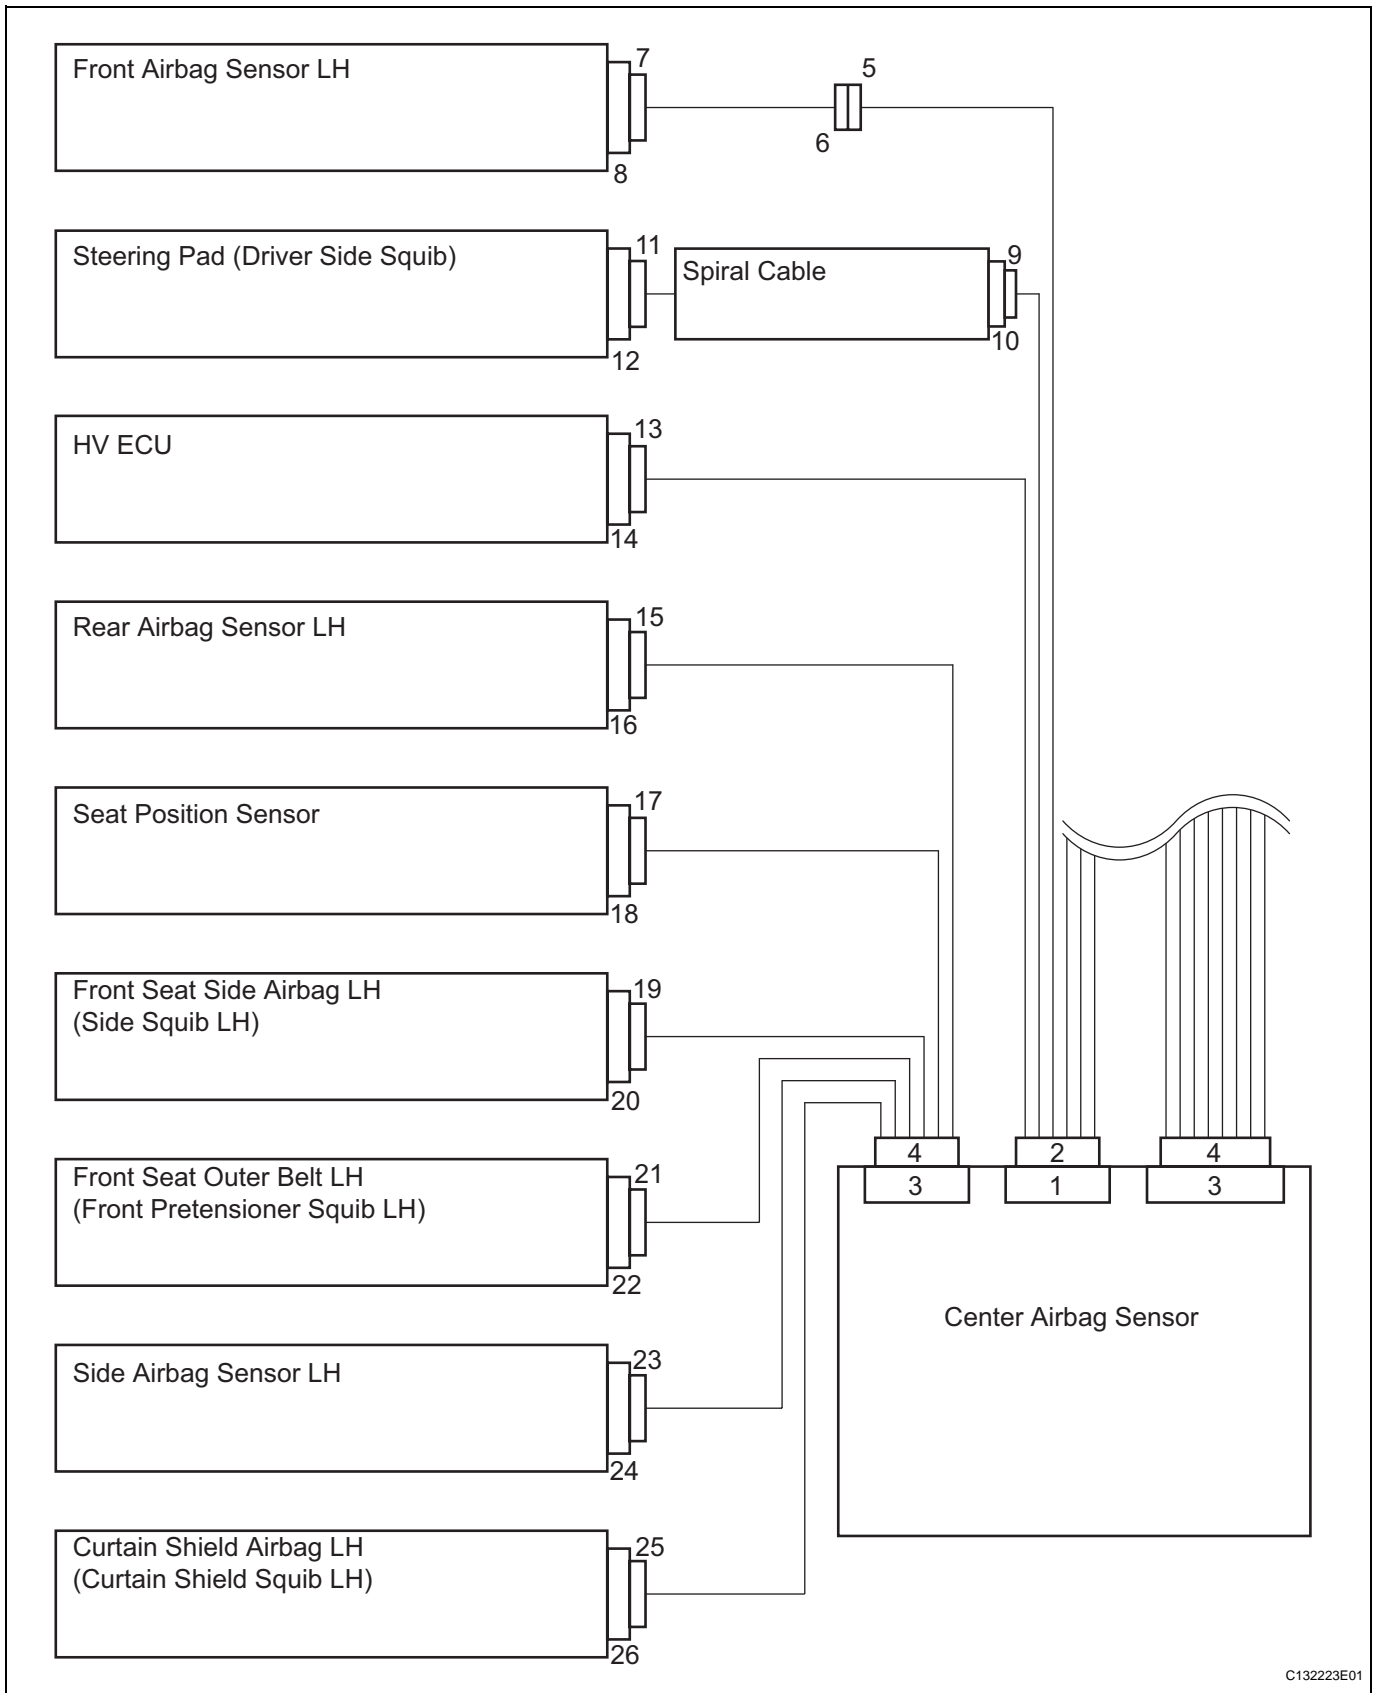 Front Airbag Sensor LH
7
8
5
6
Steering Pad (Driver Side Squib)
11
12
Spiral Cable
9
10
HV ECU
13
14
Rear Airbag Sensor LH
15
16
Seat Position Sensor
17
18
Front Seat Side Airbag LH
(Side Squib LH)
19
20
Front Seat Outer Belt LH
(Front Pretensioner Squib LH)
21
22
Side Airbag Sensor LH
23
24
Curtain Shield Airbag LH
(Curtain Shield Squib LH)
25
26
4 2 4
3 1 3
Center Airbag Sensor
C132223E01